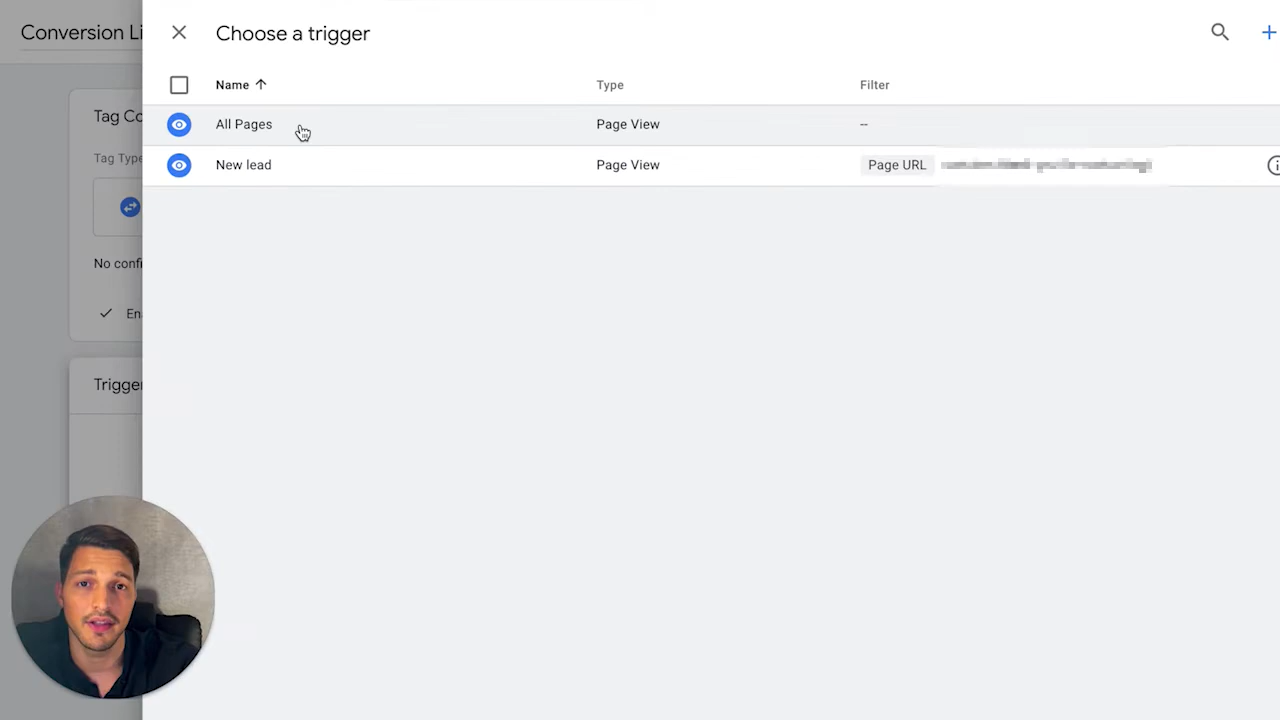 Conversion Li
Choose a trigger
Name Type Filter
All Pages Page View --
New lead Page View Page URL
Tag Co
Tag Type
No confi
Ena
Trigger